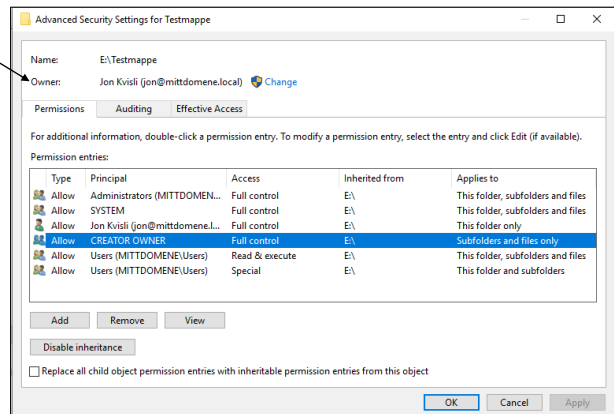 Advanced Security Settings for Testmappe
Name: E:\Testmappe
Owner: Jon Kvisli (jon@mittdomene.local) Change
Permissions Auditing Effective Access
For additional information, double-click a permission entry. To modify a permission entry, select the entry and click Edit (if available).
Permission entries:
Type Principal Access Inherited from Applies to
Allow Administrators (MITTDOMEN... Full control E:\ This folder, subfolders and files
Allow SYSTEM Full control E:\ This folder, subfolders and files
Allow Jon Kvisli (jon@mittdomene.l... Full control E:\ This folder only
Allow CREATOR OWNER Full control E:\ Subfolders and files only
Allow Users (MITTDOMENE\Users) Read & execute E:\ This folder, subfolders and files
Allow Users (MITTDOMENE\Users) Special E:\ This folder and subfolders
Add Remove View
Disable inheritance
Replace all child object permission entries with inheritable permission entries from this object
OK Cancel Apply